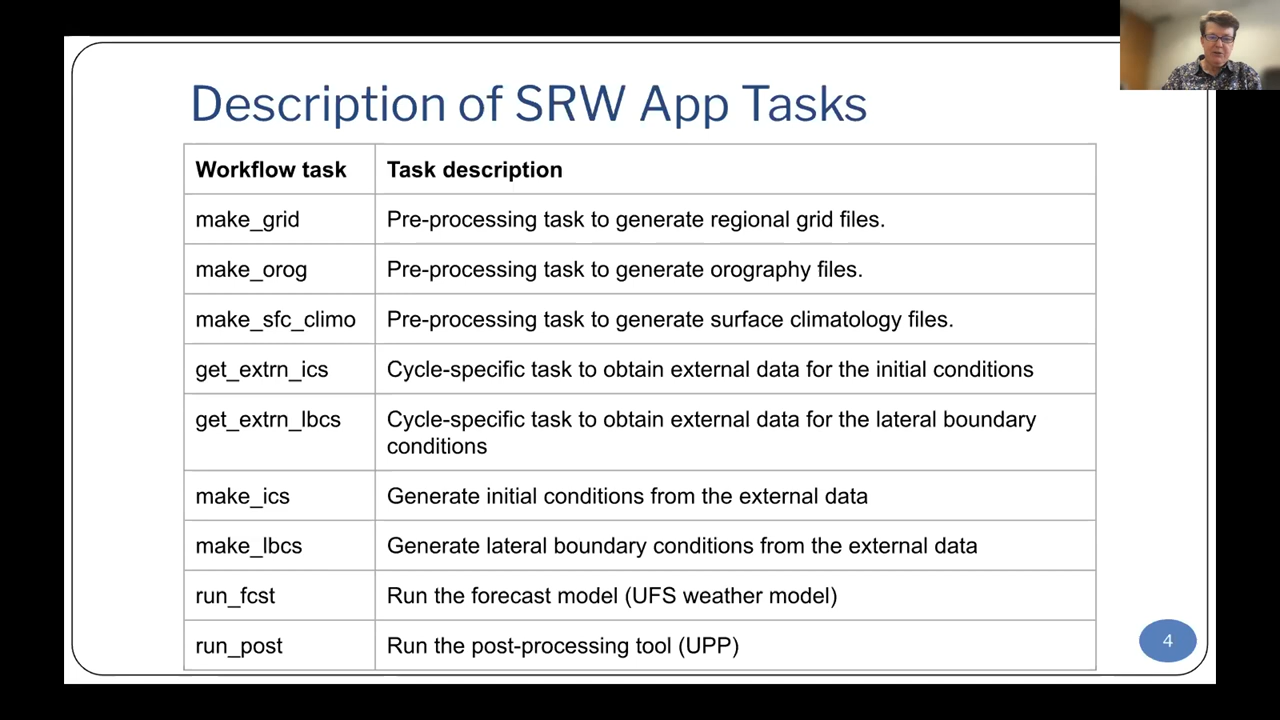 Description of SRW App Tasks
Workflow task Task description
make_grid Pre-processing task to generate regional grid files.
make_orog Pre-processing task to generate orography files.
make_sfc_climo Pre-processing task to generate surface climatology files.
get_extrn_ics Cycle-specific task to obtain external data for the initial conditions
get_extrn_lbcs Cycle-specific task to obtain external data for the lateral boundary
conditions
make_ics Generate initial conditions from the external data
make_lbcs Generate lateral boundary conditions from the external data
run_fcst Run the forecast model (UFS weather model)
run_post Run the post-processing tool (UPP)
4